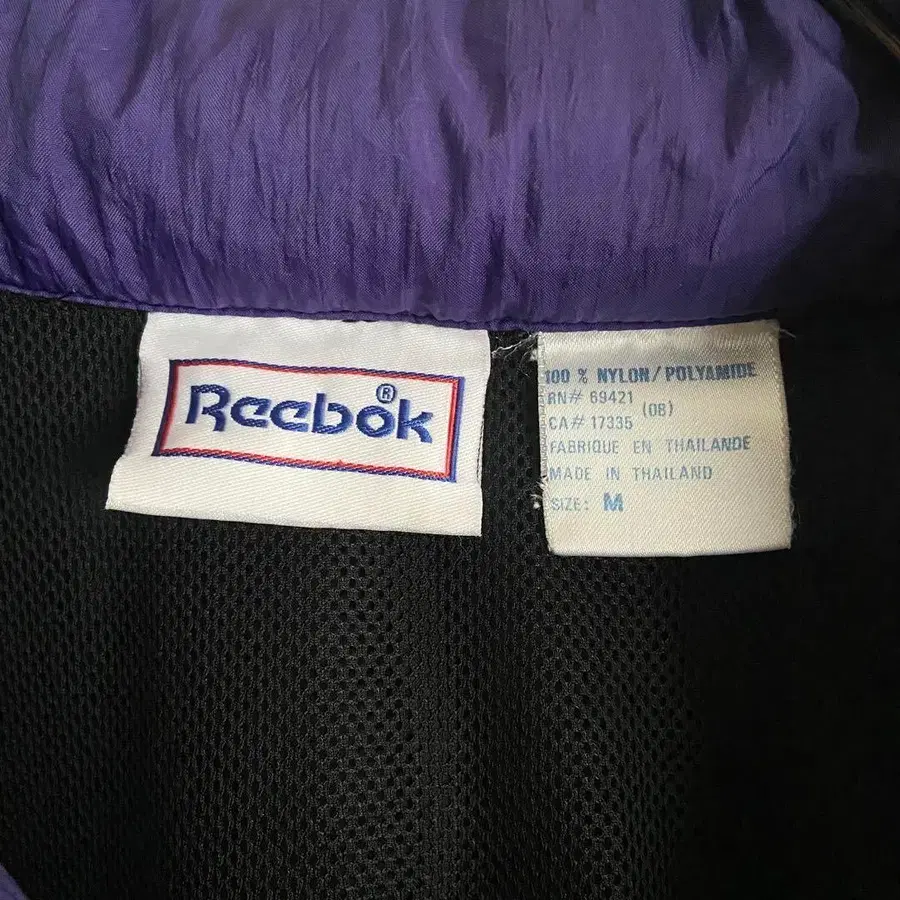 Reebok®
100 % NYLON/POLYAMIDE
RN# 69421
(08)
CA# 17335
FABRIQUE EN THAILANDE
MADE IN THAILAND
SIZE: M